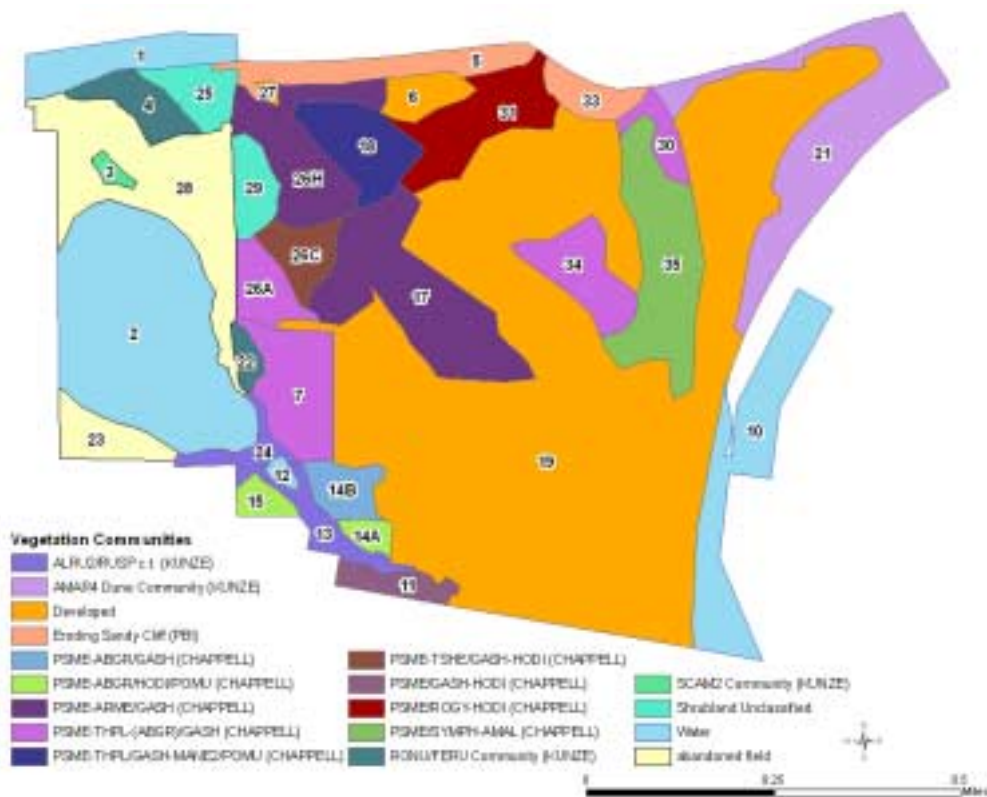 1
5
25
27
6
4
31
33
18
30
3
28
29
26H
21
26C
34
35
26A
17
2
22
7
10
23
24
19
12
14B
15
13
14A
11
Vegetation Communities
ALRU2/RUSP c.t. (KUNZE)
AMAR4 Dune Community (KUNZE)
Developed
Eroding Sandy Cliff (PBI)
PSME-ABGR/GASH (CHAPPELL)
PSME-TSHE/GASH-HODI (CHAPPELL)
PSME-ABGR/HODI/POMU (CHAPPELL)
PSME/GASH-HODI (CHAPPELL)
SCAM2 Community (KUNZE)
PSME-ARME/GASH (CHAPPELL)
PSME/ROGY-HODI (CHAPPELL)
Shrubland Unclassified
PSME-THPL-(ABGR)/GASH (CHAPPELL)
PSME/SYMPH-AMAL (CHAPPELL)
Water
PSME-THPL/GASH-MANE2/POMU (CHAPPELL)
RONU/FERU Community (KUNZE)
abandoned field
0 0.25 0.5
Miles